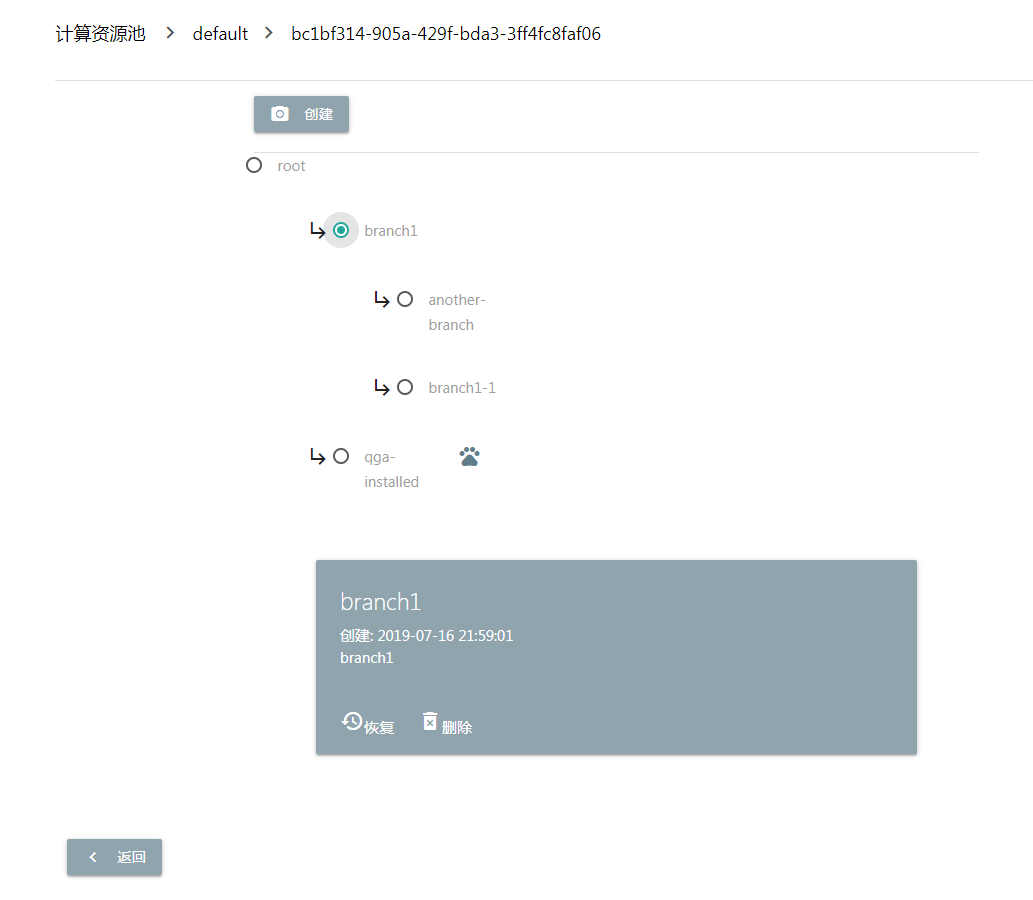 计算资源池 > default > bc1bf314-905a-429f-bda3-3ff4fc8faf06
创建
root
branch1
another-
branch
branch1-1
qga-
installed
branch1
创建: 2019-07-16 21:59:01
branch1
恢复 删除
返回